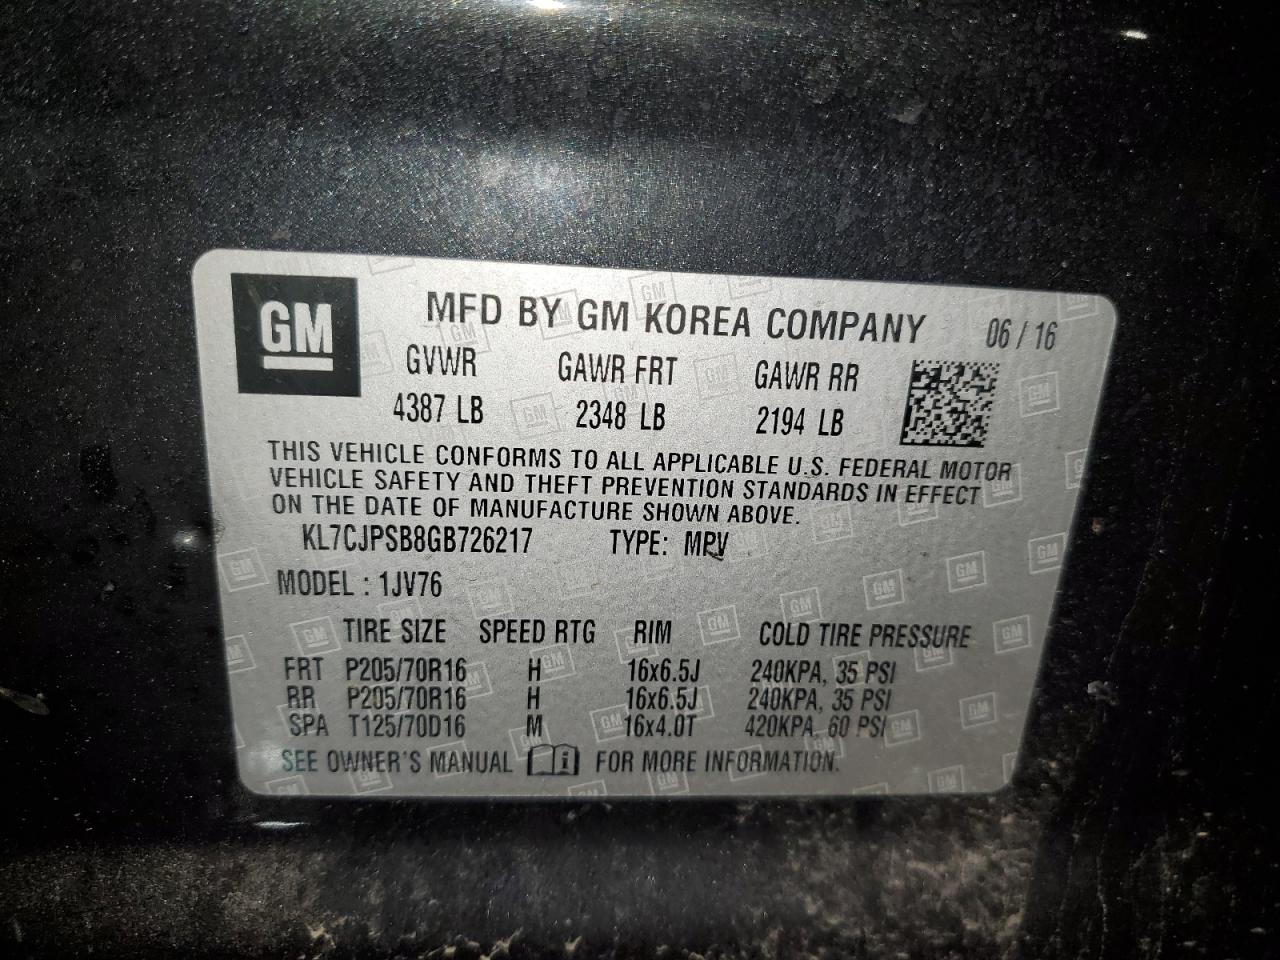 GM
MFD BY GM KOREA COMPANY 06 / 16
GVWR GAWR FRT GAWR RR
4387 LB 2348 LB 2194 LB
THIS VEHICLE CONFORMS TO ALL APPLICABLE U.S. FEDERAL MOTOR
VEHICLE SAFETY AND THEFT PREVENTION STANDARDS IN EFFECT
ON THE DATE OF MANUFACTURE SHOWN ABOVE.
KL7CJPSB8GB726217 TYPE: MPV
MODEL : 1JV76
TIRE SIZE SPEED RTG RIM COLD TIRE PRESSURE
FRT P205/70R16 H 16x6.5J 240KPA, 35 PSI
RR P205/70R16 H 16x6.5J 240KPA, 35 PSI
SPA T125/70D16 M 16x4.0T 420KPA, 60 PSI
SEE OWNER'S MANUAL i FOR MORE INFORMATION.